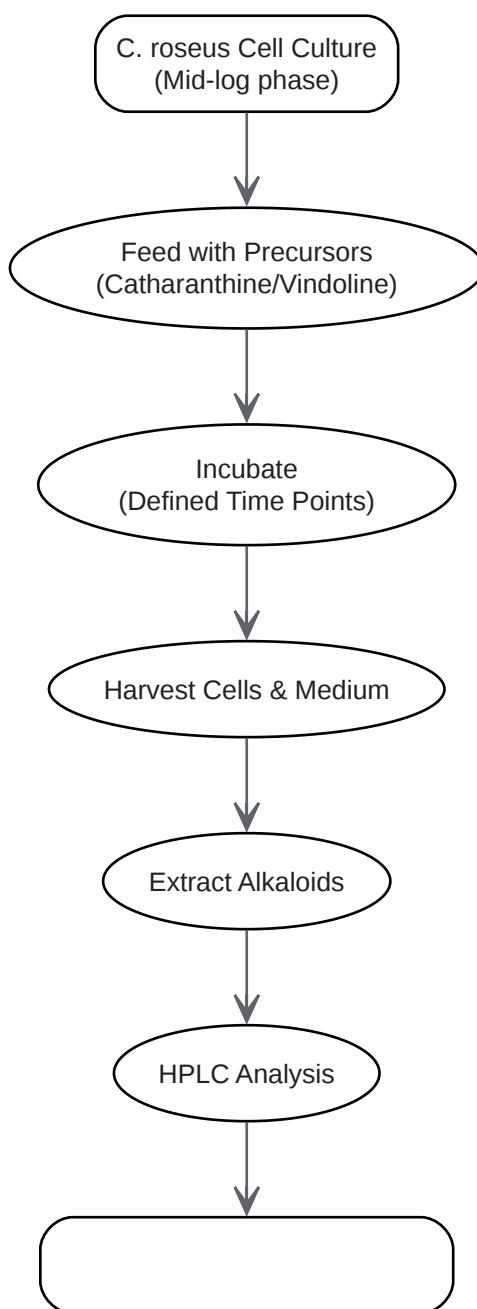 C. roseus Cell Culture
(Mid-log phase)
Feed with Precursors
(Catharanthine/Vindoline)
Incubate
(Defined Time Points)
Harvest Cells & Medium
Extract Alkaloids
HPLC Analysis